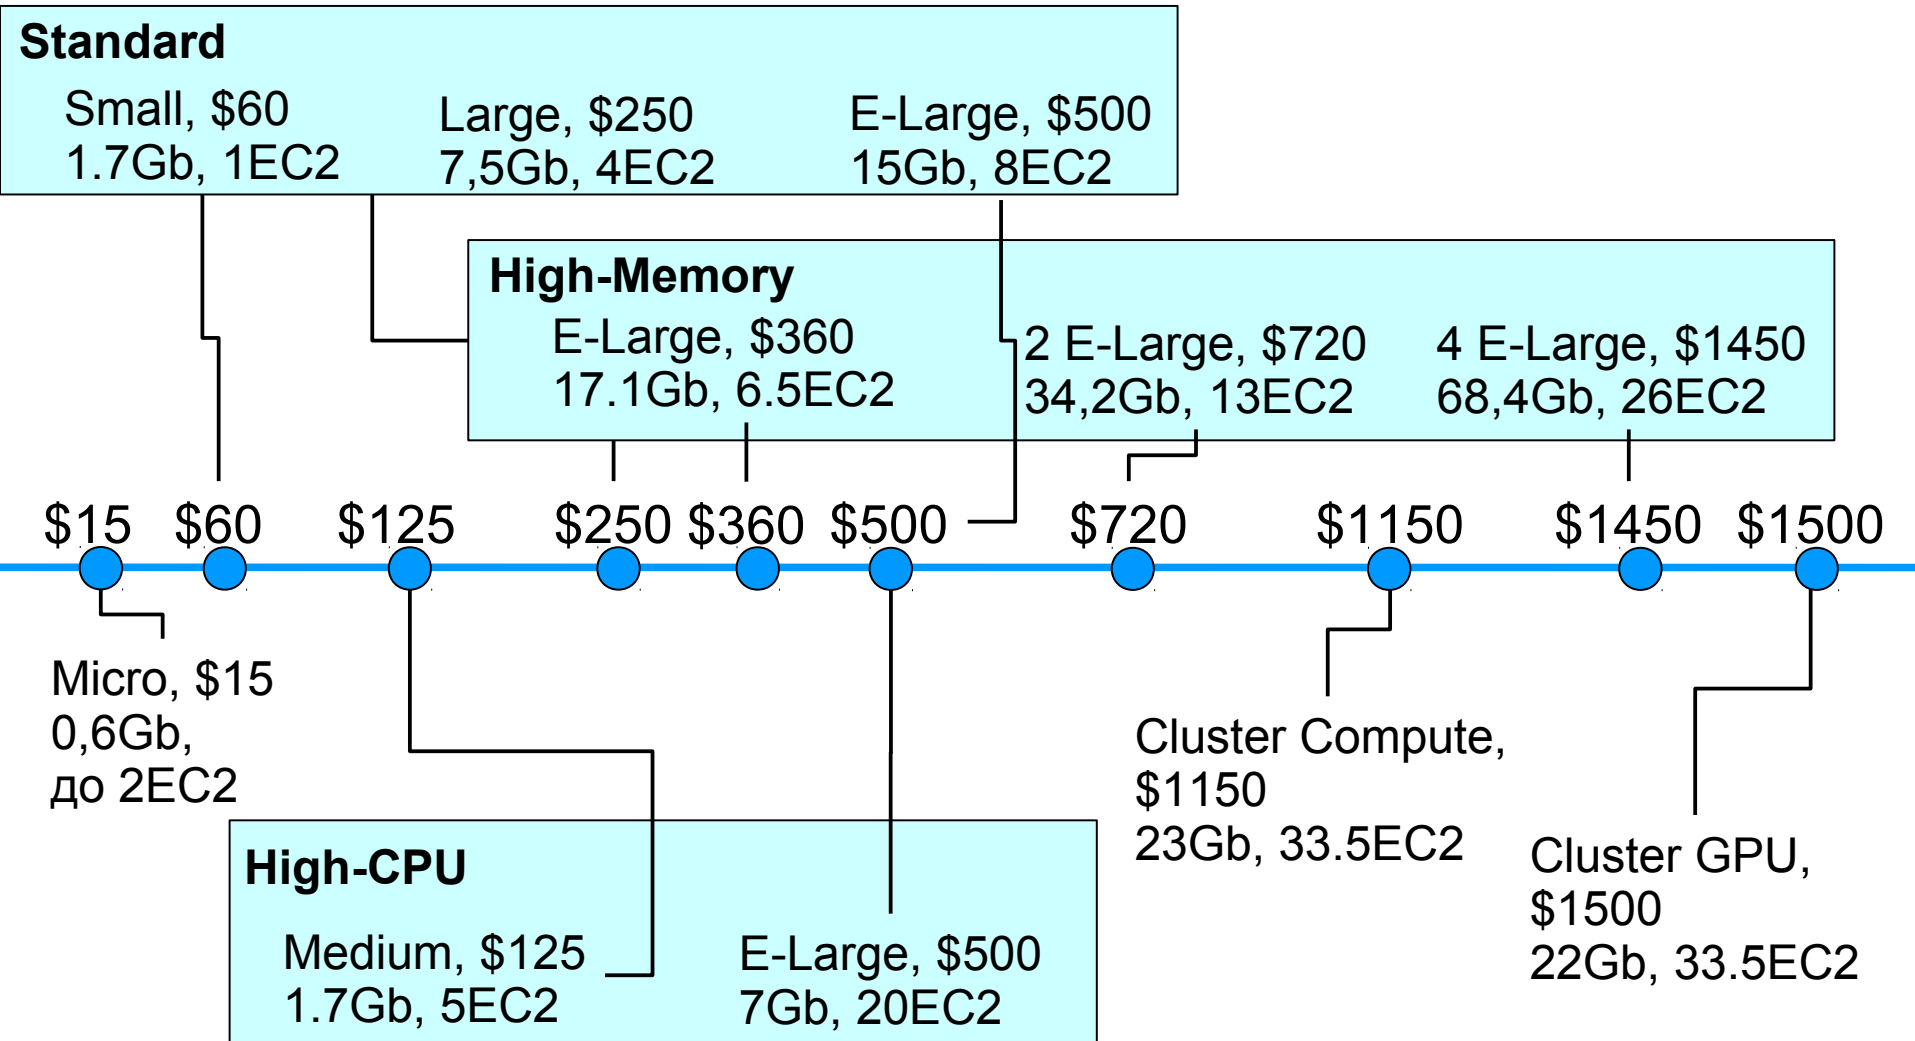 Standard
Small, $60
1.7Gb, 1EC2
Large, $250
7,5Gb, 4EC2
E-Large, $500
15Gb, 8EC2
High-Memory
E-Large, $360
17.1Gb, 6.5EC2
2 E-Large, $720
34,2Gb, 13EC2
4 E-Large, $1450
68,4Gb, 26EC2
$15 $60 $125 $250 $360 $500 $720 $1150 $1450 $1500
Micro, $15
0,6Gb,
до 2EC2
High-CPU
Medium, $125
1.7Gb, 5EC2
E-Large, $500
7Gb, 20EC2
Cluster Compute,
$1150
23Gb, 33.5EC2
Cluster GPU,
$1500
22Gb, 33.5EC2